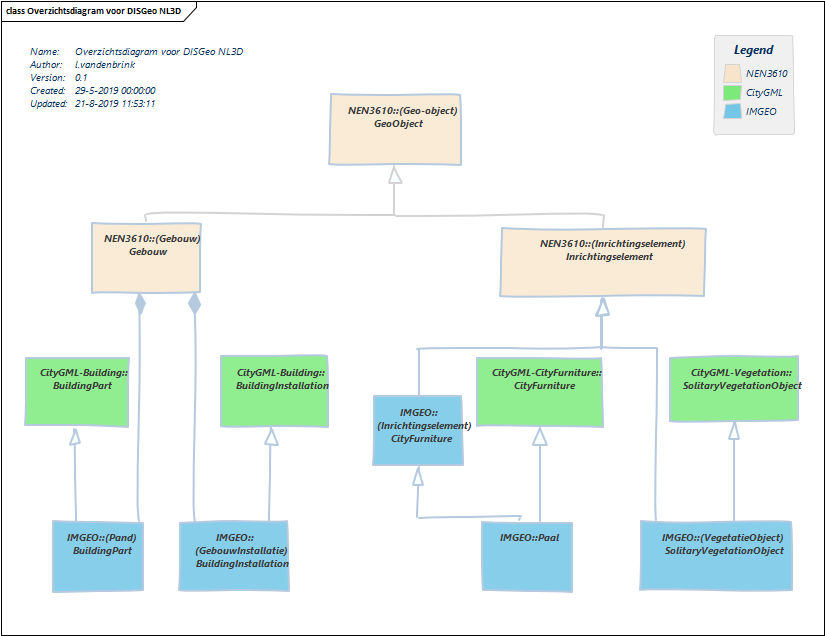 class Overzichtsdiagram voor DISGeo NL3D
Name: Overzichtsdiagram voor DISGeo NL3D
Author: l.vandenbrink
Version: 0.1
Created: 29-5-2019 00:00:00
Updated: 21-8-2019 11:53:11
Legend
NEN3610
CityGML
IMGEO
NEN3610::(Geo-object)
GeoObject
NEN3610::(Gebouw)
Gebouw
NEN3610::(Inrichtingselement)
Inrichtingselement
CityGML-Building::
BuildingPart
CityGML-Building::
BuildingInstallation
IMGEO::
(Inrichtingselement)
CityFurniture
CityGML-CityFurniture::
CityFurniture
CityGML-Vegetation::
SolitaryVegetationObject
IMGEO::(Pand)
BuildingPart
IMGEO::
(GebouwInstallatie)
BuildingInstallation
IMGEO::Paal
IMGEO::(VegetatieObject)
SolitaryVegetationObject